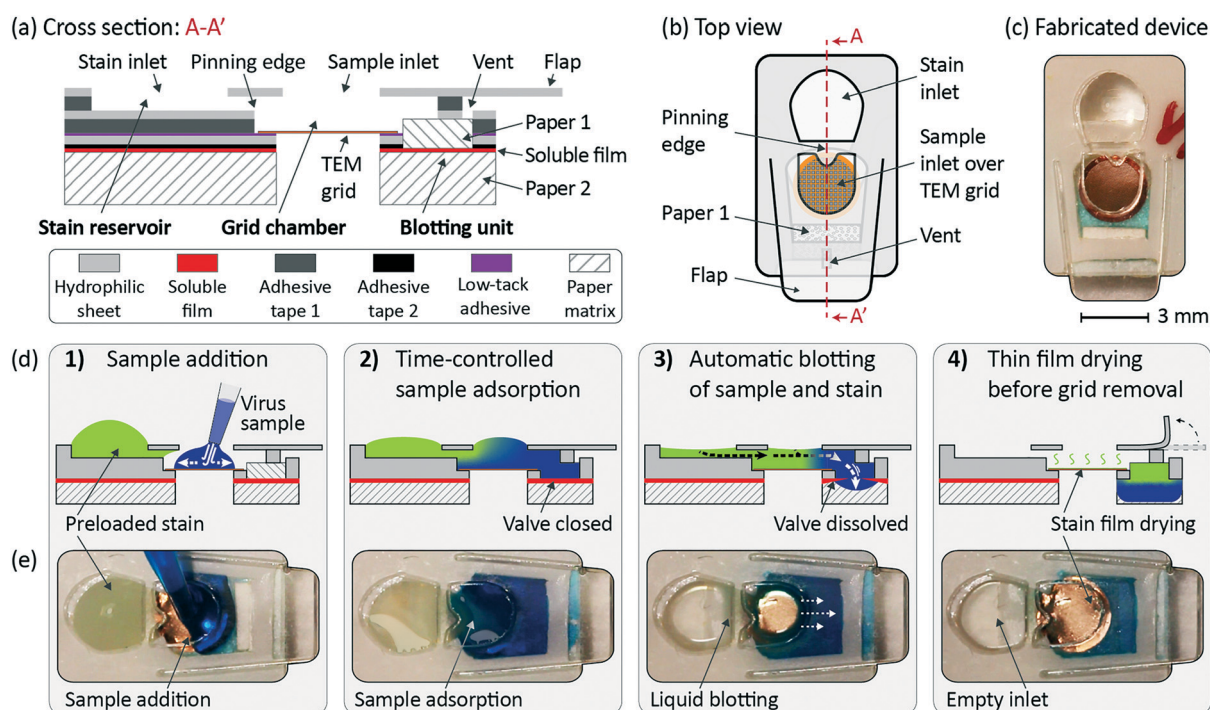 (a) Cross section: A-A’
Stain inlet
Pinning edge
Sample inlet
Vent
Flap
Paper 1
Soluble film
Paper 2
TEM
grid
Stain reservoir
Grid chamber
Blotting unit
Hydrophilic
sheet
Soluble
film
Adhesive
tape 1
Adhesive
tape 2
Low-tack
adhesive
Paper
matrix
(b) Top view
A
Stain
inlet
Pinning
edge
Sample
inlet over
TEM grid
Paper 1
Vent
Flap
A’
(c) Fabricated device
3 mm
(d)
1) Sample addition
Virus
sample
Preloaded stain
2) Time-controlled
sample adsorption
Valve closed
3) Automatic blotting
of sample and stain
Valve dissolved
4) Thin film drying
before grid removal
Stain film drying
(e)
Sample addition
Sample adsorption
Liquid blotting
Empty inlet